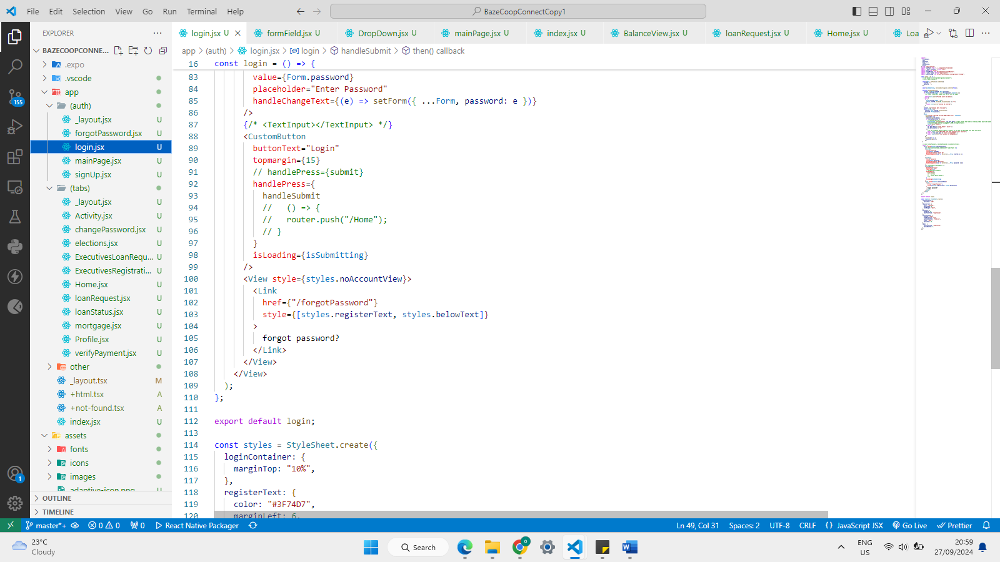 File Edit Selection View Go Run Terminal Help
BazeCoopConnectCopy1
EXPLORER
login.jsx U
formField.jsx U
DropDown.jsx U
mainPage.jsx U
index.jsx U
BalanceView.jsx U
loanRequest.jsx U
Home.jsx U
Loa
app > (auth) > login.jsx > login > handleSubmit > then() callback
BAZECOOPCONNE...
.expo
.vscode
app
(auth)
_layout.jsx U
forgotPassword.jsx U
login.jsx U
mainPage.jsx U
signUp.jsx U
(tabs)
_layout.jsx U
Activity.jsx U
changePassword.jsx U
elections.jsx U
ExecutivesLoanRequ... U
ExecutivesRegistrati... U
Home.jsx U
loanRequest.jsx U
loanStatus.jsx U
mortgage.jsx U
Profile.jsx U
verifyPayment.jsx U
other
_layout.tsx M
+html.tsx A
+not-found.tsx A
index.jsx U
assets
fonts
icons
images
adaptive-icon.png U
OUTLINE
TIMELINE
155
1
16 const login = () => {
83 value={Form.password}
84 placeholder="Enter Password"
85 handleChangeText={(e) => setForm({ ...Form, password: e })}
86 />
87 {/* <TextInput></TextInput> */}
88 <CustomButton
89 buttonText="Login"
90 topmargin={15}
91 // handlePress={submit}
92 handlePress={
93 handleSubmit
94 // () => {
95 // router.push("/Home");
96 // }
97 }
98 isLoading={isSubmitting}
99 />
100 <View style={styles.noAccountView}>
101 <Link
102 href={"/forgotPassword"}
103 style={[styles.registerText, styles.belowText]}
104 >
105 forgot password?
106 </Link>
107 </View>
108 </View>
109 );
110 };
111
112 export default login;
113
114 const styles = StyleSheet.create({
115 loginContainer: {
116 marginTop: "10%",
117 },
118 registerText: {
119 color: "#3F74D7",
120 marginLeft: 6,
master*+ 0 0 0 React Native Packager
Ln 49, Col 31 Spaces: 2 UTF-8 CRLF {} JavaScript JSX Go Live Prettier
23°C
Cloudy
Search
ENG
US
20:59
27/09/2024